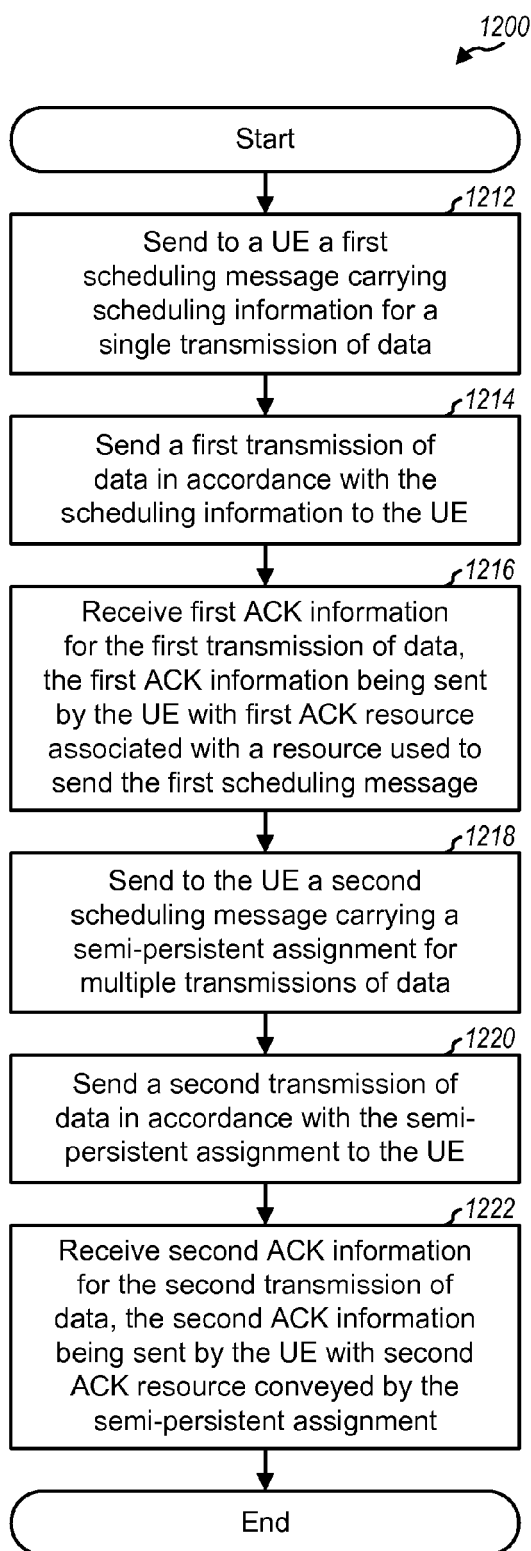 1200
Start
1212
Send to a UE a first
scheduling message carrying
scheduling information for a
single transmission of data
1214
Send a first transmission of
data in accordance with the
scheduling information to the UE
1216
Receive first ACK information
for the first transmission of data,
the first ACK information being sent
by the UE with first ACK resource
associated with a resource used to
send the first scheduling message
1218
Send to the UE a second
scheduling message carrying a
semi-persistent assignment for
multiple transmissions of data
1220
Send a second transmission of
data in accordance with the semi-
persistent assignment to the UE
1222
Receive second ACK information
for the second transmission of
data, the second ACK information
being sent by the UE with second
ACK resource conveyed by the
semi-persistent assignment
End